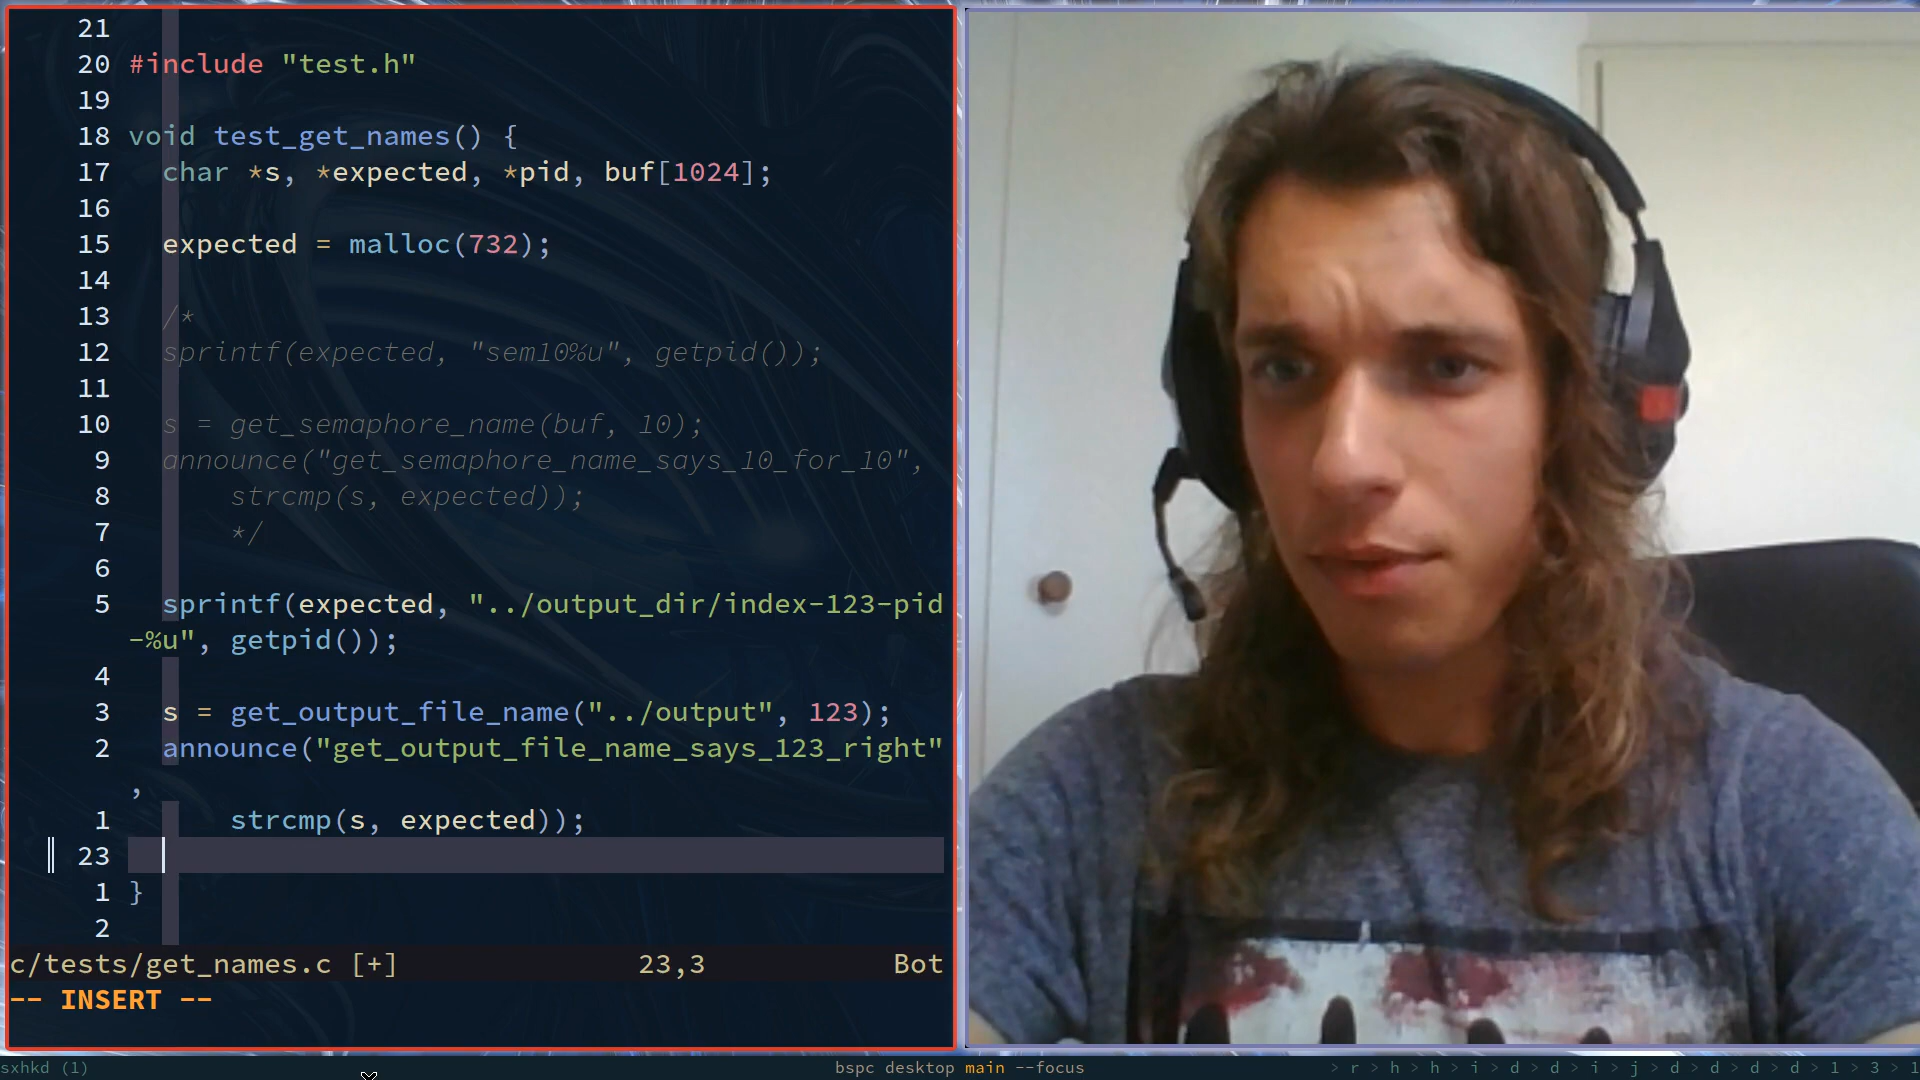 21
20 #include "test.h"
19
18 void test_get_names() {
17 char *s, *expected, *pid, buf[1024];
16
15 expected = malloc(732);
14
13 /*
12 sprintf(expected, "sem10%u", getpid());
11
10 s = get_semaphore_name(buf, 10);
9 announce("get_semaphore_name_says_10_for_10",
8 strcmp(s, expected));
7 */
6
5 sprintf(expected, "../output_dir/index-123-pid
-%u", getpid());
4
3 s = get_output_file_name("../output", 123);
2 announce("get_output_file_name_says_123_right"
,
1 strcmp(s, expected));
23
1 }
2
c/tests/get_names.c [+] 23,3 Bot
-- INSERT --
sxhkd (1) bspc desktop main --focus > r > h > h > i > d > d > i > j > d > d > d > d > l > 3 > 1